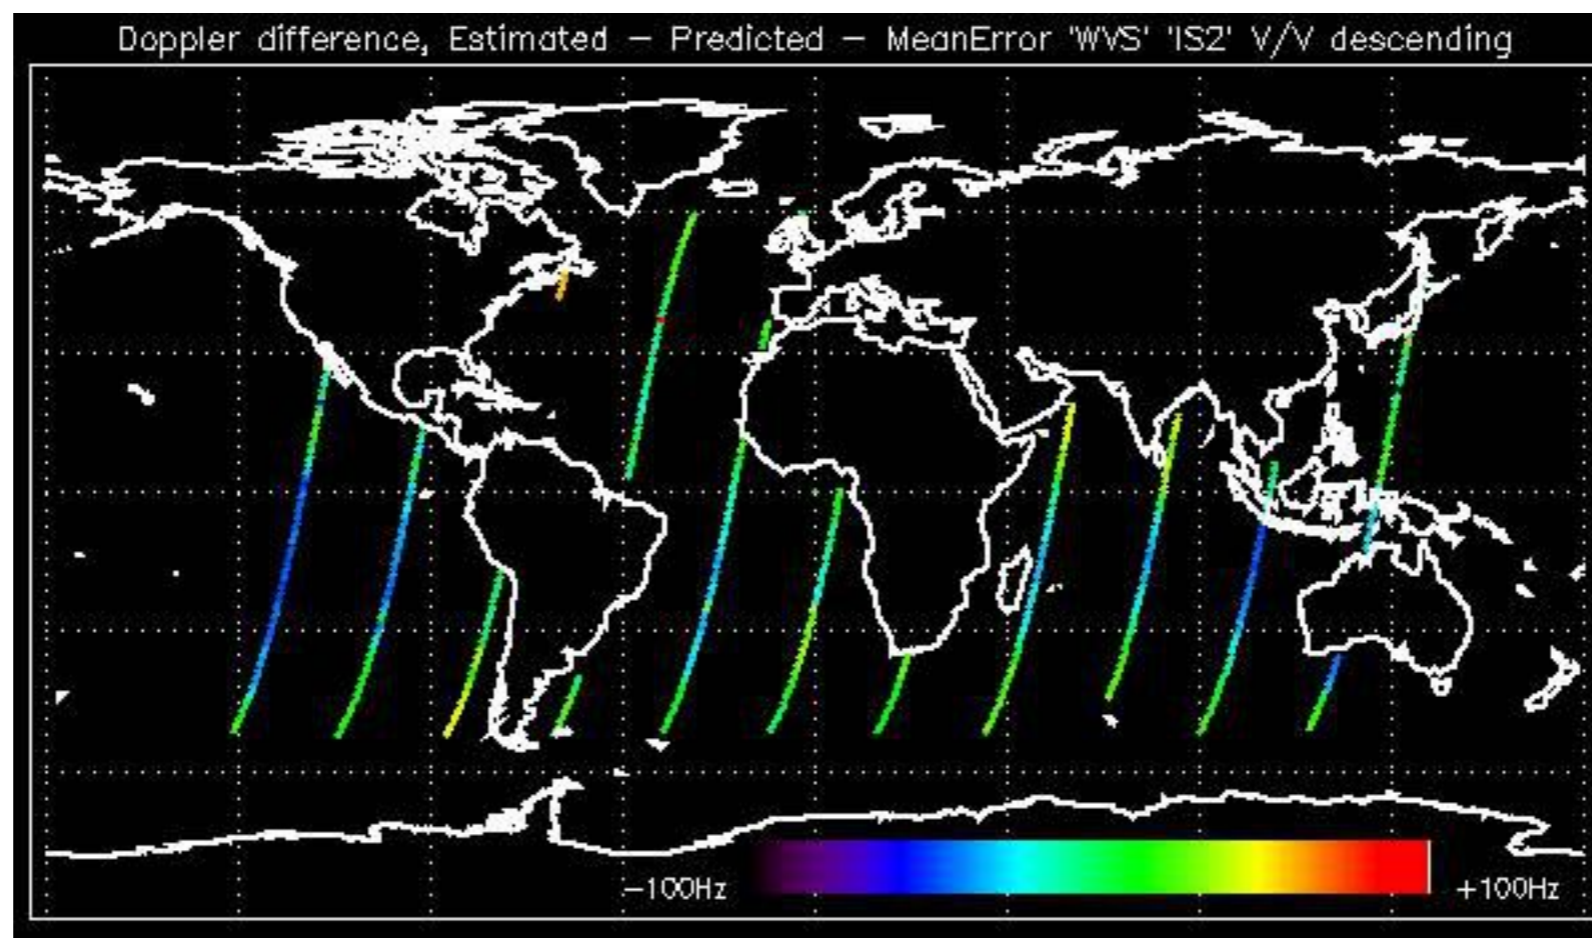 Doppler difference, Estimated – Predicted – MeanError 'WVS' 'IS2' V/V descending
–100Hz +100Hz